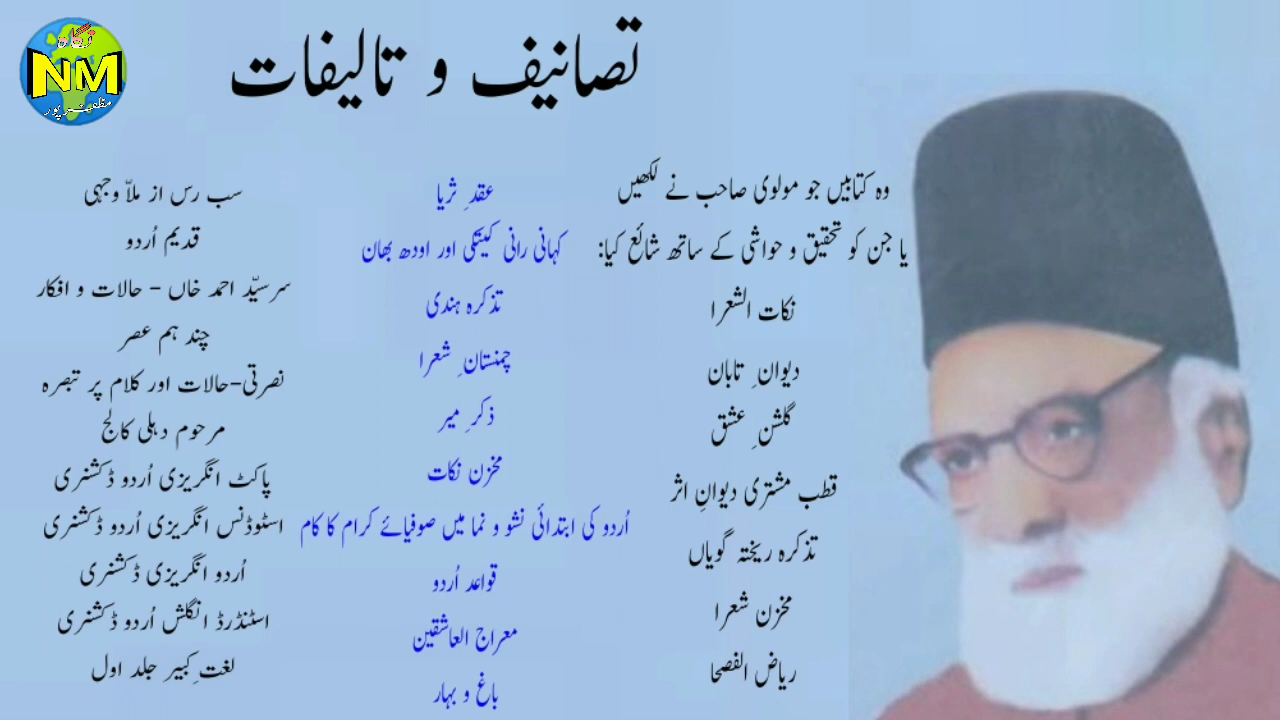 نگاہ
NM
مظفر پور
تصانیف و تالیفات
وہ کتابیں جو مولوی صاحب نے لکھیں
یا جن کو تحقیق و حواشی کے ساتھ شائع کیا:
نکات الشعرا
دیوانِ تابان
گلشنِ عشق
قطب مشتری دیوانِ اثر
تذکرہ ریختہ گویاں
مخزن شعرا
ریاض الفصحا
عقدِ ثریا
کہانی رانی کیتکی اور اودھ بھان
تذکرہ ہندی
چمنستانِ شعرا
ذکرِ میر
مخزن نکات
اُردو کی ابتدائی نشو و نما میں صوفیائے کرام کا کام
قواعد اُردو
معراج العاشقین
باغ و بہار
سب رس از ملاّ وجہی
قدیم اُردو
سرسیّد احمد خاں – حالات و افکار
چند ہم عصر
نصرتی-حالات اور کلام پر تبصرہ
مرحوم دہلی کالج
پاکٹ انگریزی اُردو ڈکشنری
اسٹوڈنس انگریزی اُردو ڈکشنری
اُردو انگریزی ڈکشنری
اسٹنڈرڈ انگلش اُردو ڈکشنری
لغتِ کبیر جلد اول